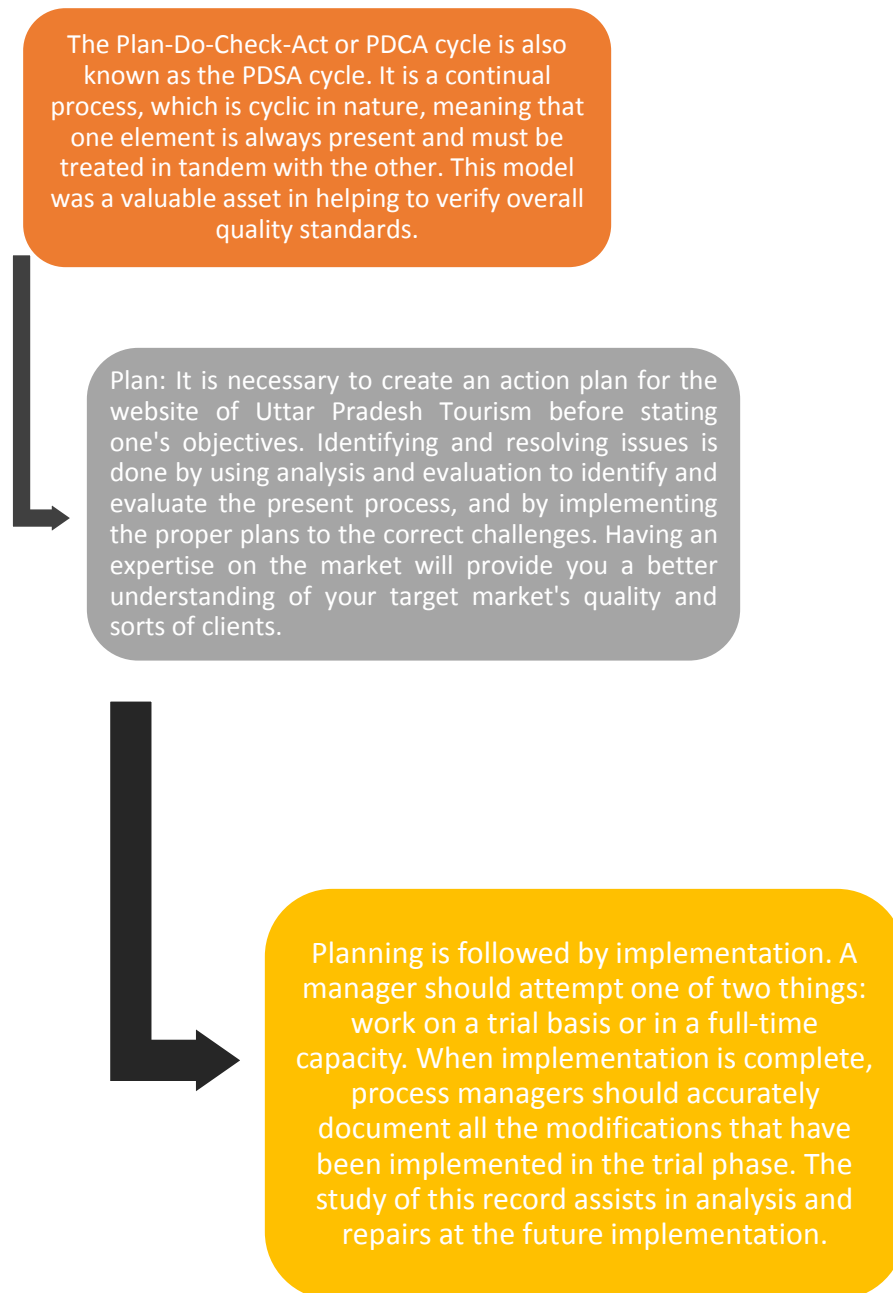 The Plan-Do-Check-Act or PDCA cycle is also
known as the PDSA cycle. It is a continual
process, which is cyclic in nature, meaning that
one element is always present and must be
treated in tandem with the other. This model
was a valuable asset in helping to verify overall
quality standards.
Plan: It is necessary to create an action plan for the
website of Uttar Pradesh Tourism before stating
one's objectives. Identifying and resolving issues is
done by using analysis and evaluation to identify and
evaluate the present process, and by implementing
the proper plans to the correct challenges. Having an
expertise on the market will provide you a better
understanding of your target market's quality and
sorts of clients.
Planning is followed by implementation. A
manager should attempt one of two things:
work on a trial basis or in a full-time
capacity. When implementation is complete,
process managers should accurately
document all the modifications that have
been implemented in the trial phase. The
study of this record assists in analysis and
repairs at the future implementation.